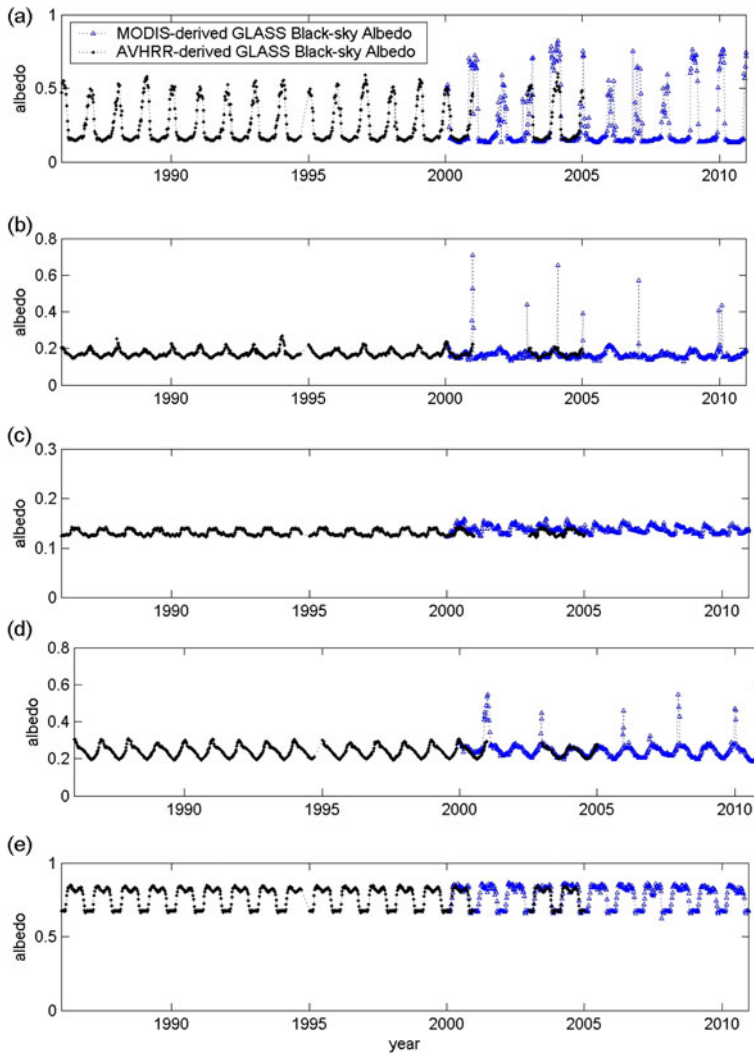 (a)
1
0.5
0
albedo
MODIS-derived GLASS Black-sky Albedo
AVHRR-derived GLASS Black-sky Albedo
1990 1995 2000 2005 2010
(b)
0.8
0.6
0.4
0.2
0
albedo
1990 1995 2000 2005 2010
(c)
0.3
0.2
0.1
0
albedo
1990 1995 2000 2005 2010
(d)
0.8
0.6
0.4
0.2
0
albedo
1990 1995 2000 2005 2010
(e)
1
0.5
0
albedo
1990 1995 2000 2005 2010
year